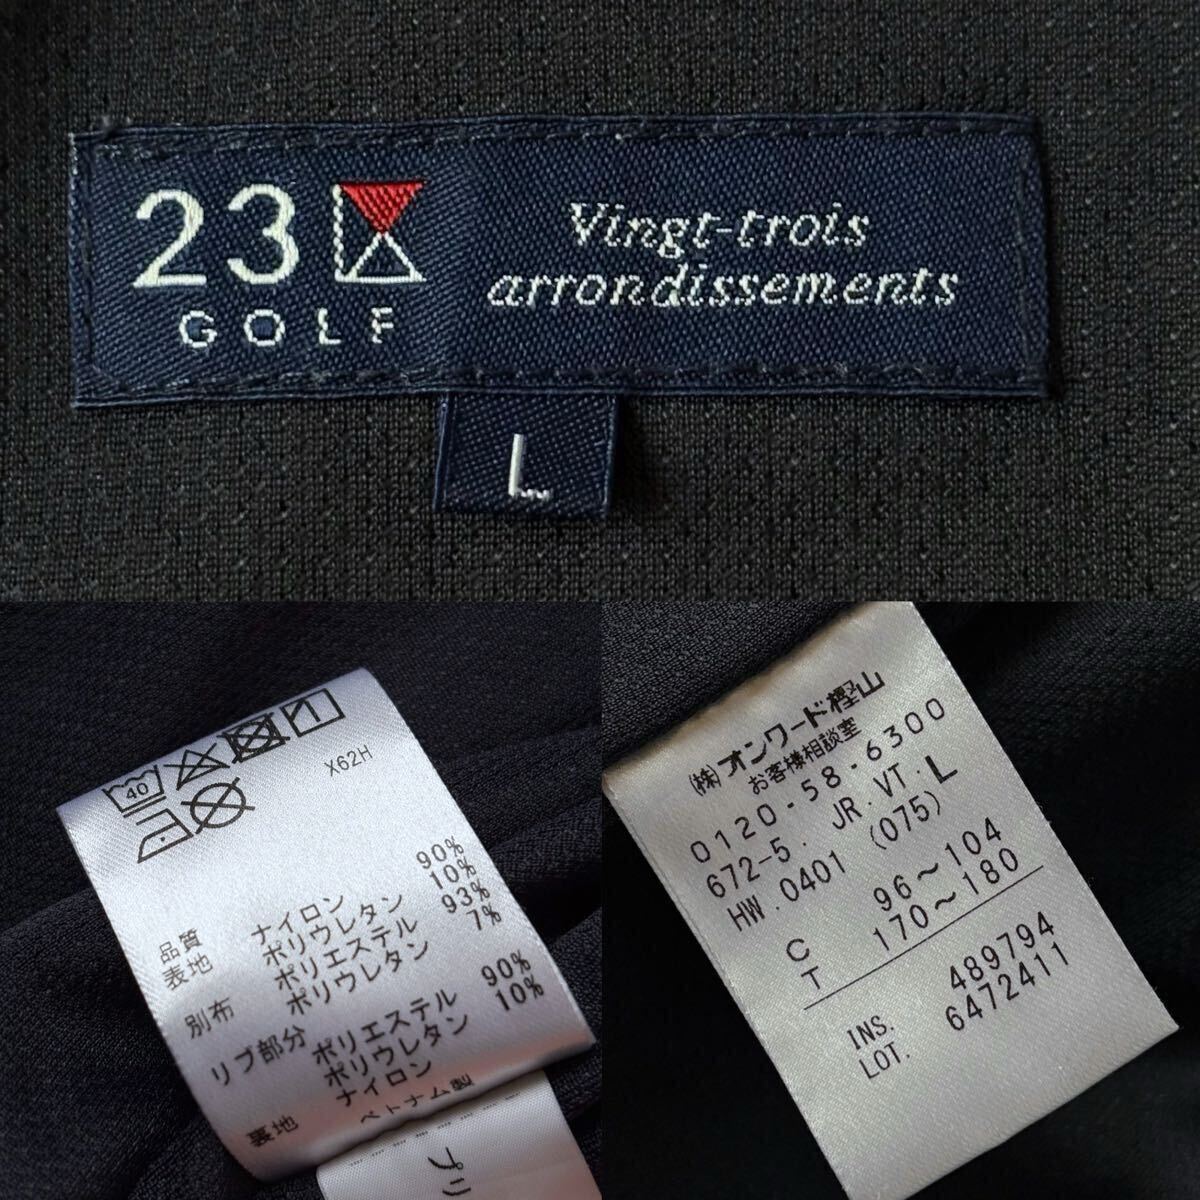 23
GOLF
Vingt-trois
arrondissements
L
40
X62H
品質
表地 ナイロン 90%
ポリウレタン 10%
別布 ポリエステル 93%
ポリウレタン 7%
リブ部分 ポリエステル 90%
ポリウレタン 10%
裏地 ナイロン
ベトナム製
プリ
(株)オンワード樫山
お客様相談室
0120-58-6300
672-5. JR.VT.L
HW.0401 (075)
C 96～104
T 170～180
INS. 489794
LOT. 6472411